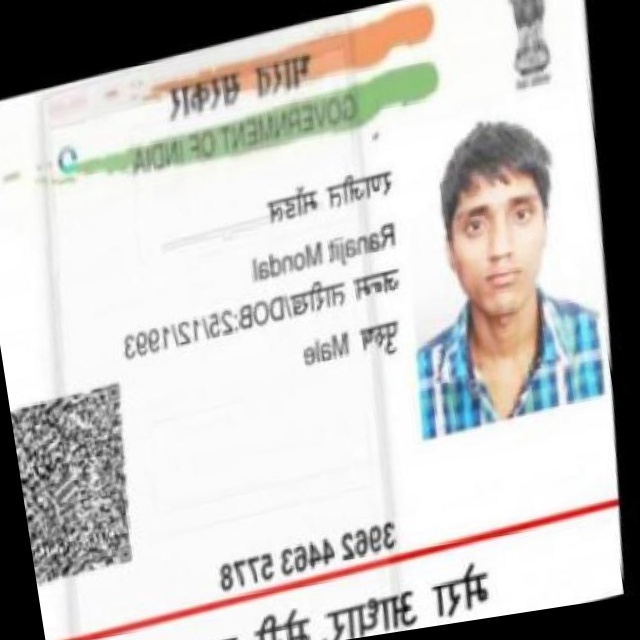 भारत सरकार
GOVERNMENT OF INDIA
रणजीत मोंडल
Ranajit Mondal
जन्म तारीख/DOB:25/12/1993
पुरुष Male
3962 4463 5778
मेरा आधार, मेरी